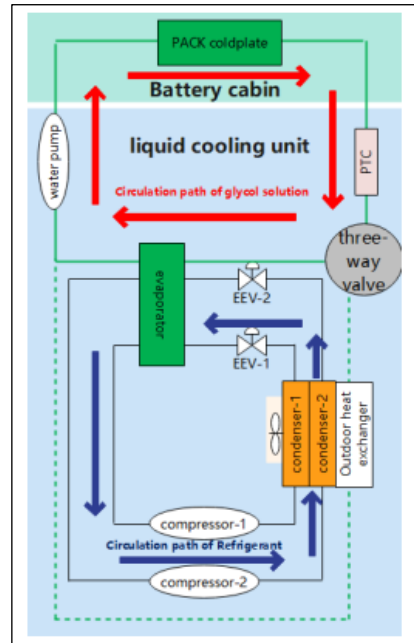 PACK coldplate
Battery cabin
water pump
liquid cooling unit
PTC
Circulation path of glycol solution
three-
way
valve
evaporator
EEV-2
EEV-1
condenser-1
condenser-2
Outdoor heat
exchanger
compressor-1
Circulation path of Refrigerant
compressor-2